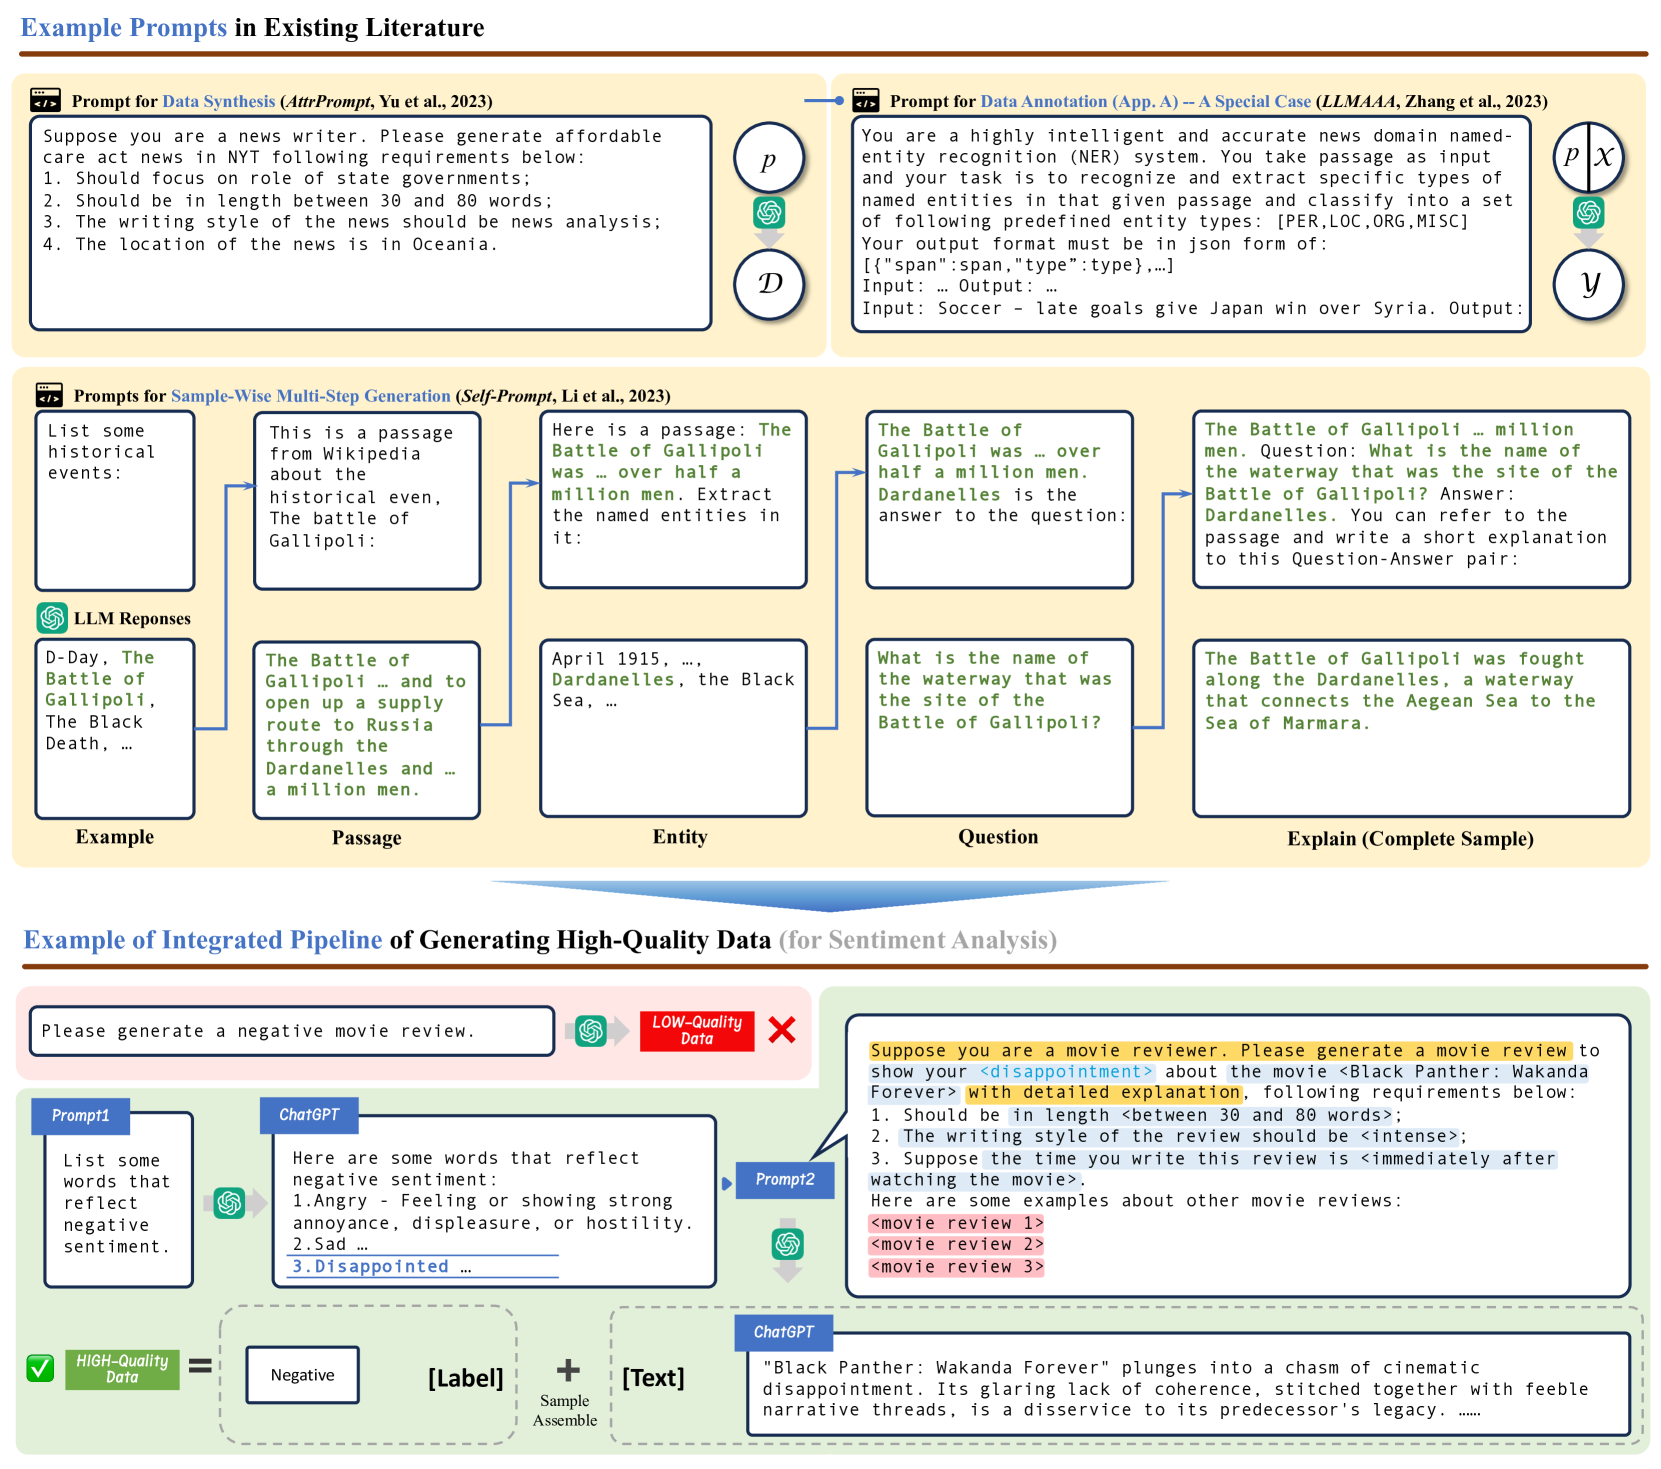 Example Prompts in Existing Literature
Prompt for Data Synthesis (AttrPrompt, Yu et al., 2023)
Suppose you are a news writer. Please generate affordable
care act news in NYT following requirements below:
1. Should focus on role of state governments;
2. Should be in length between 30 and 80 words;
3. The writing style of the news should be news analysis;
4. The location of the news is in Oceania.
p
D
Prompt for Data Annotation (App. A) -- A Special Case (LLMAAA, Zhang et al., 2023)
You are a highly intelligent and accurate news domain named-
entity recognition (NER) system. You take passage as input
and your task is to recognize and extract specific types of
named entities in that given passage and classify into a set
of following predefined entity types: [PER,LOC,ORG,MISC]
Your output format must be in json form of:
[{"span":span,"type”:type},…]
Input: … Output: …
Input: Soccer – late goals give Japan win over Syria. Output:
p X
Y
Prompts for Sample-Wise Multi-Step Generation (Self-Prompt, Li et al., 2023)
List some
historical
events:
This is a passage
from Wikipedia
about the
historical even,
The battle of
Gallipoli:
Here is a passage: The
Battle of Gallipoli
was … over half a
million men. Extract
the named entities in
it:
The Battle of
Gallipoli was … over
half a million men.
Dardanelles is the
answer to the question:
The Battle of Gallipoli … million
men. Question: What is the name of
the waterway that was the site of the
Battle of Gallipoli? Answer:
Dardanelles. You can refer to the
passage and write a short explanation
to this Question-Answer pair:
LLM Reponses
D-Day, The
Battle of
Gallipoli,
The Black
Death, …
The Battle of
Gallipoli … and to
open up a supply
route to Russia
through the
Dardanelles and …
a million men.
April 1915, …,
Dardanelles, the Black
Sea, …
What is the name of
the waterway that was
the site of the
Battle of Gallipoli?
The Battle of Gallipoli was fought
along the Dardanelles, a waterway
that connects the Aegean Sea to the
Sea of Marmara.
Example
Passage
Entity
Question
Explain (Complete Sample)
Example of Integrated Pipeline of Generating High-Quality Data (for Sentiment Analysis)
Please generate a negative movie review.
LOW-Quality
Data
Prompt1
List some
words that
reflect
negative
sentiment.
ChatGPT
Here are some words that reflect
negative sentiment:
1.Angry - Feeling or showing strong
annoyance, displeasure, or hostility.
2.Sad …
3.Disappointed …
Prompt2
Suppose you are a movie reviewer. Please generate a movie review to
show your <disappointment> about the movie <Black Panther: Wakanda
Forever> with detailed explanation, following requirements below:
1. Should be in length <between 30 and 80 words>;
2. The writing style of the review should be <intense>;
3. Suppose the time you write this review is <immediately after
watching the movie>.
Here are some examples about other movie reviews:
<movie review 1>
<movie review 2>
<movie review 3>
HIGH-Quality
Data
=
Negative
[Label]
+
Sample
Assemble
[Text]
ChatGPT
"Black Panther: Wakanda Forever" plunges into a chasm of cinematic
disappointment. Its glaring lack of coherence, stitched together with feeble
narrative threads, is a disservice to its predecessor's legacy. ……